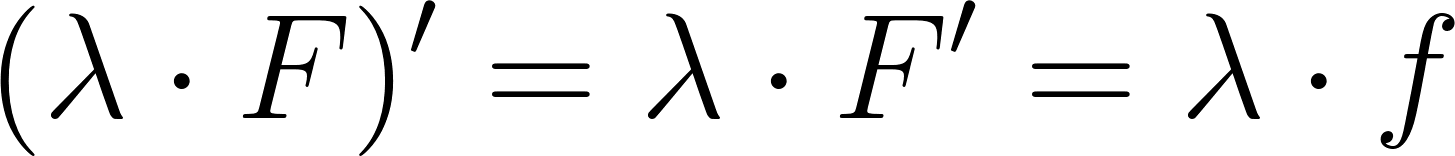 (λ · F)′ = λ · F′ = λ · f